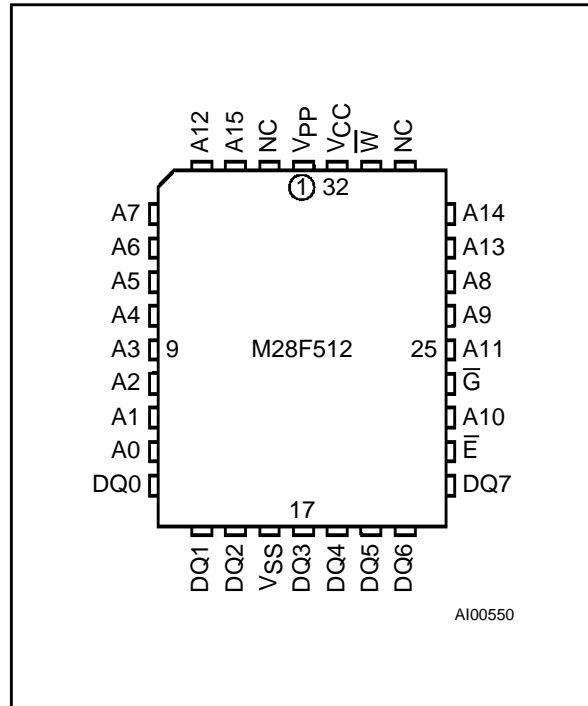 A12 A15 NC VPP VCC W̅ NC
1 32
A7 A14
A6 A13
A5 A8
A4 A9
A3 9 M28F512 25 A11
A2 G̅
A1 A10
A0 E̅
DQ0 DQ7
17
DQ1 DQ2 VSS DQ3 DQ4 DQ5 DQ6
AI00550